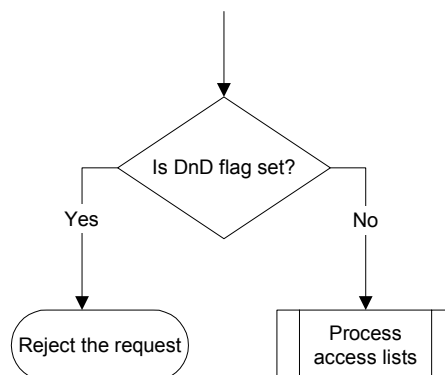 Is DnD flag set?
Yes
No
Reject the request
Process
access lists